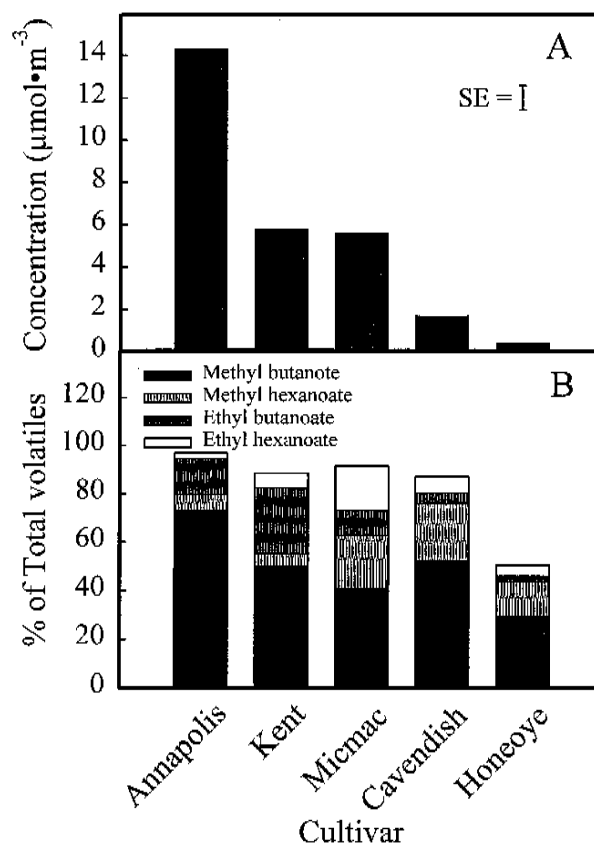 A
SE =
Concentration (μmol•m⁻³)
14
12
10
8
6
4
2
0
B
Methyl butanote
Methyl hexanoate
Ethyl butanoate
Ethyl hexanoate
% of Total volatiles
120
100
80
60
40
20
0
Annapolis
Kent
Micmac
Cavendish
Honeoye
Cultivar